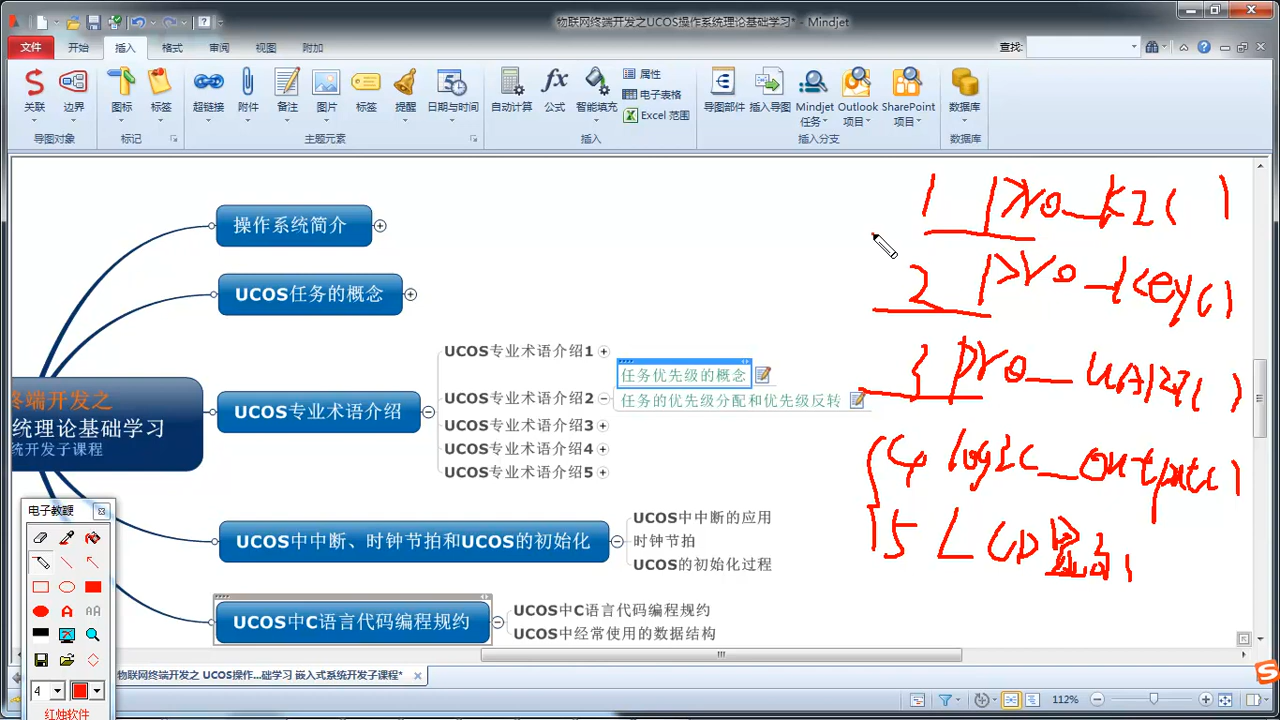 物联网终端开发之UCOS操作系统理论基础学习* - Mindjet
文件 开始 插入 格式 审阅 视图 附加 查找:
关联 边界 图标 标签 超链接 附件 备注 图片 标签 提醒 日期与时间 自动计算 公式 智能填充 属性 电子表格 Excel 范围 导图部件 插入导图 Mindjet 任务 Outlook 项目 SharePoint 项目 数据库
导图对象 标记 主题元素 插入 插入分支 数据库
操作系统简介
UCOS任务的概念
终端开发之
统理论基础学习
统开发子课程
UCOS专业术语介绍
UCOS专业术语介绍1
UCOS专业术语介绍2
任务优先级的概念
任务的优先级分配和优先级反转
UCOS专业术语介绍3
UCOS专业术语介绍4
UCOS专业术语介绍5
UCOS中中断、时钟节拍和UCOS的初始化
UCOS中中断的应用
时钟节拍
UCOS的初始化过程
UCOS中C语言代码编程规约
UCOS中C语言代码编程规约
UCOS中经常使用的数据结构
1 pro_KZ()
2 pro_key()
3 pro_UART()
4 logic_output()
5 LCD显示
电子教鞭
AA
4
红烛软件
物联网终端开发之 UCOS操作...础学习 嵌入式系统开发子课程*
112%